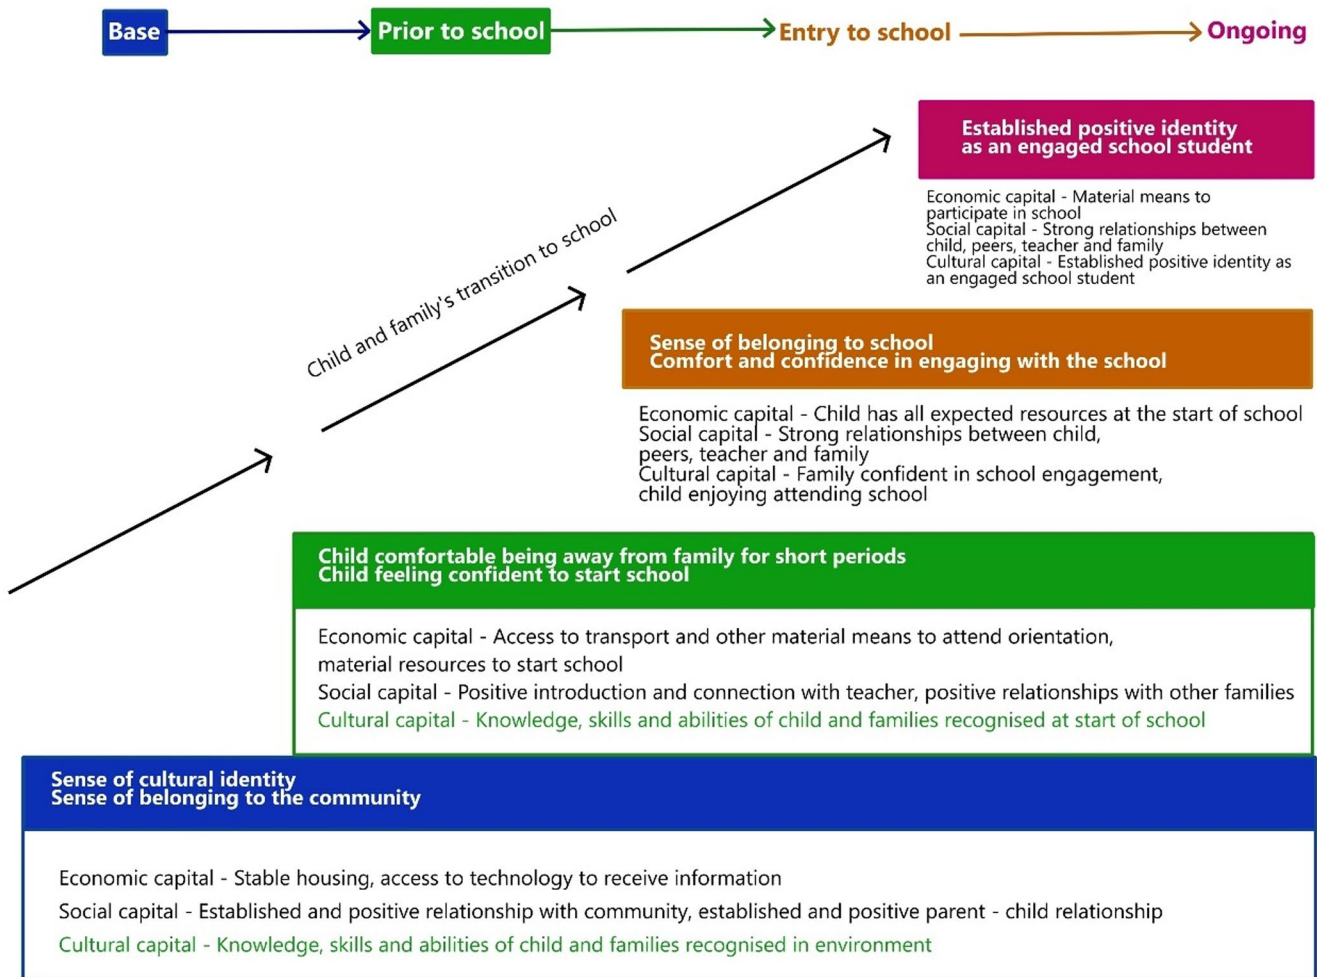 Base
Prior to school
Entry to school
Ongoing
Established positive identity
as an engaged school student
Economic capital - Material means to
participate in school
Social capital - Strong relationships between
child, peers, teacher and family
Cultural capital - Established positive identity as
an engaged school student
Child and family's transition to school
Sense of belonging to school
Comfort and confidence in engaging with the school
Economic capital - Child has all expected resources at the start of school
Social capital - Strong relationships between child,
peers, teacher and family
Cultural capital - Family confident in school engagement,
child enjoying attending school
Child comfortable being away from family for short periods
Child feeling confident to start school
Economic capital - Access to transport and other material means to attend orientation,
material resources to start school
Social capital - Positive introduction and connection with teacher, positive relationships with other families
Cultural capital - Knowledge, skills and abilities of child and families recognised at start of school
Sense of cultural identity
Sense of belonging to the community
Economic capital - Stable housing, access to technology to receive information
Social capital - Established and positive relationship with community, established and positive parent - child relationship
Cultural capital - Knowledge, skills and abilities of child and families recognised in environment